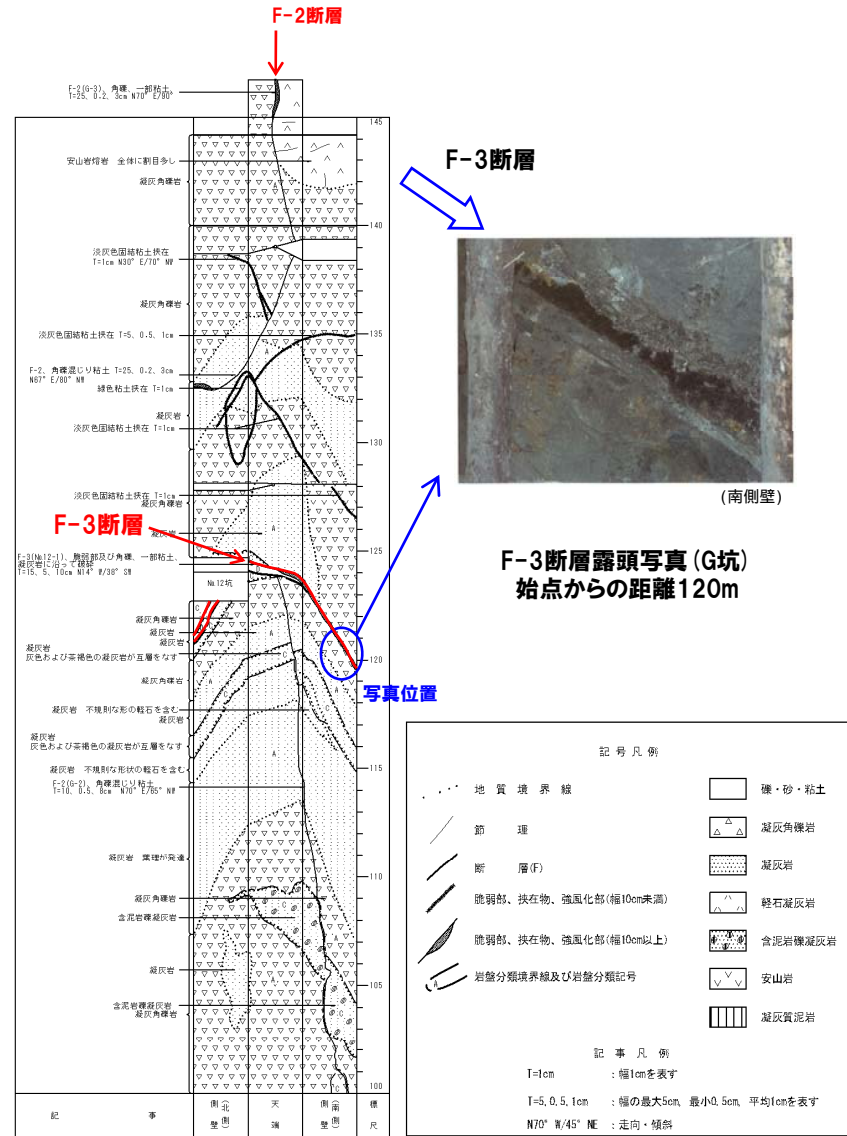 F-2断層
F-2(G-3)、角礫、一部粘土
T=25、0.2、3cm N70°E/80°
145
安山岩熔岩 全体に割目多し
凝灰角礫岩
140
淡灰色固結粘土挟在
T=1cm N30°E/70° NW
凝灰角礫岩
淡灰色固結粘土挟在 T=5、0.5、1cm
135
F-2、角礫混じり粘土 T=25、0.2、3cm
N67° E/80° NW
緑色粘土挟在 T=1cm
凝灰岩
淡灰色固結粘土挟在 T=1cm
130
淡灰色固結粘土挟在 T=1cm
凝灰角礫岩
F-3断層
凝灰岩
125
F-3(No.12-1)、脆弱部及び角礫、一部粘土、
凝灰岩に沿って破砕
T=15、5、10cm N14° W/38° SW
No.12坑
凝灰角礫岩
凝灰岩
凝灰岩
凝灰岩
灰色および茶褐色の凝灰岩が互層をなす
120
凝灰角礫岩
写真位置
凝灰岩 不規則な形の軽石を含む
凝灰岩
凝灰岩
灰色および茶褐色の凝灰岩が互層をなす
凝灰岩 不規則な形状の軽石を含む
115
F-2(G-2)、角礫混じり粘土
T=10、0.5、8cm N70° E/65° NW
凝灰岩 葉理が発達
110
凝灰角礫岩
含泥岩礫凝灰岩
凝灰岩
105
含泥岩礫凝灰岩
凝灰角礫岩
100
記 事
側壁(北側)
天端
側壁(南側)
標尺
F-3断層
(南側壁)
F-3断層露頭写真(G坑)
始点からの距離120m
記号凡例
地質境界線
節理
断層(F)
脆弱部、挟在物、強風化部(幅10cm未満)
脆弱部、挟在物、強風化部(幅10cm以上)
A
岩盤分類境界線及び岩盤分類記号
礫・砂・粘土
凝灰角礫岩
凝灰岩
軽石凝灰岩
含泥岩礫凝灰岩
安山岩
凝灰質泥岩
記事凡例
T=1cm :幅1cmを表す
T=5、0.5、1cm :幅の最大5cm、最小0.5cm、平均1cmを表す
N70° W/45° NE :走向・傾斜